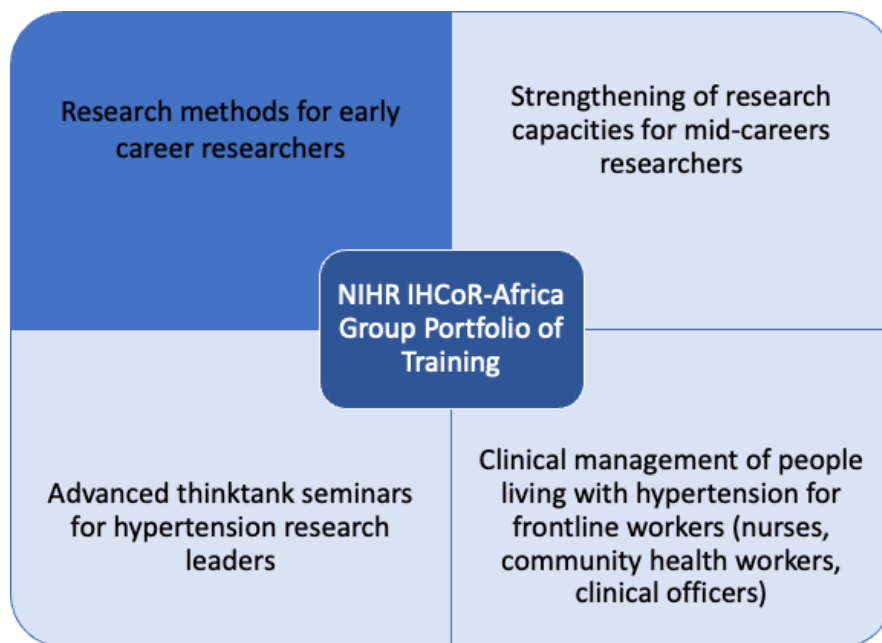 Research methods for early
career researchers
Strengthening of research
capacities for mid-careers
researchers
NIHR IHCoR-Africa
Group Portfolio of
Training
Advanced thinktank seminars
for hypertension research
leaders
Clinical management of people
living with hypertension for
frontline workers (nurses,
community health workers,
clinical officers)